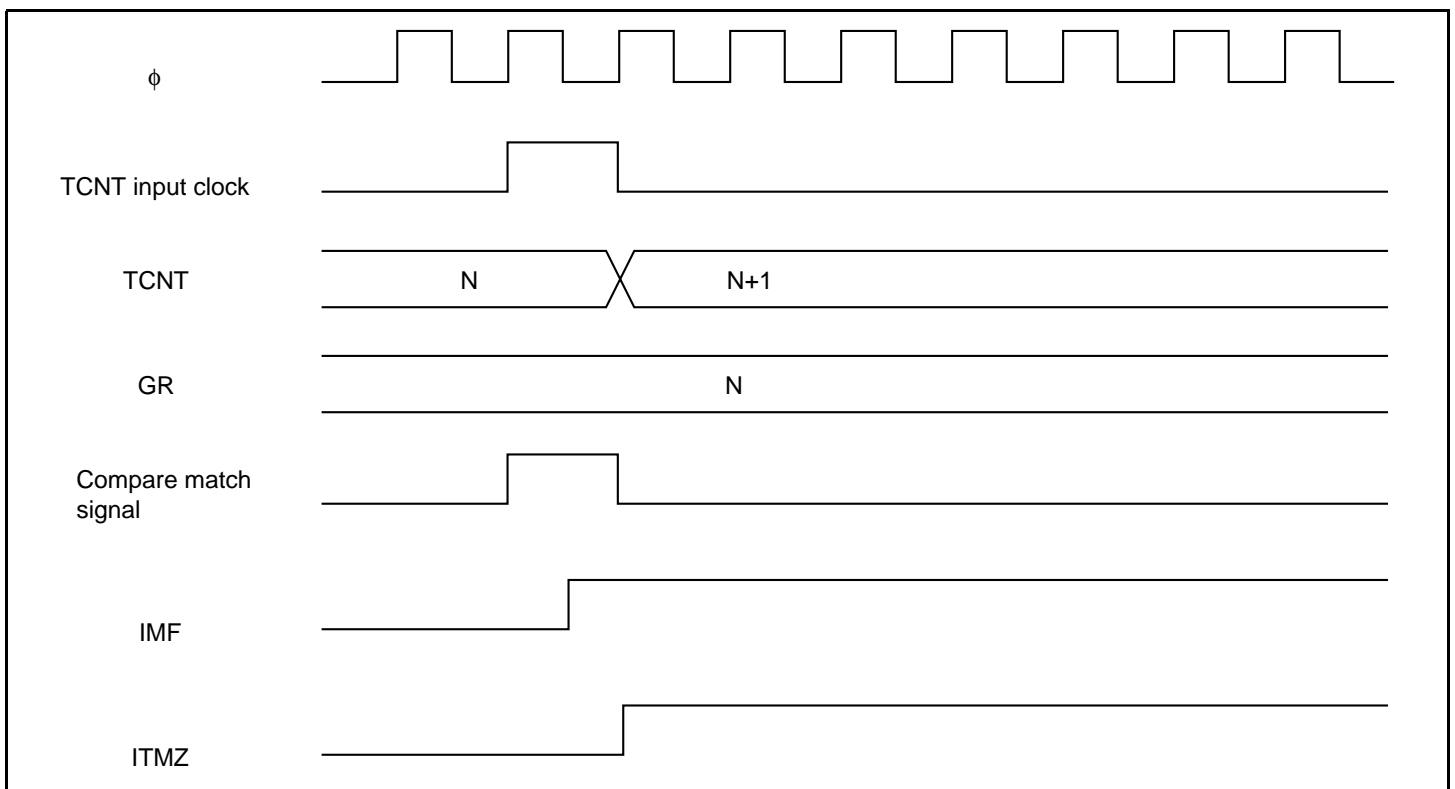 ϕ
TCNT input clock
TCNT
N
N+1
GR
N
Compare match
signal
IMF
ITMZ